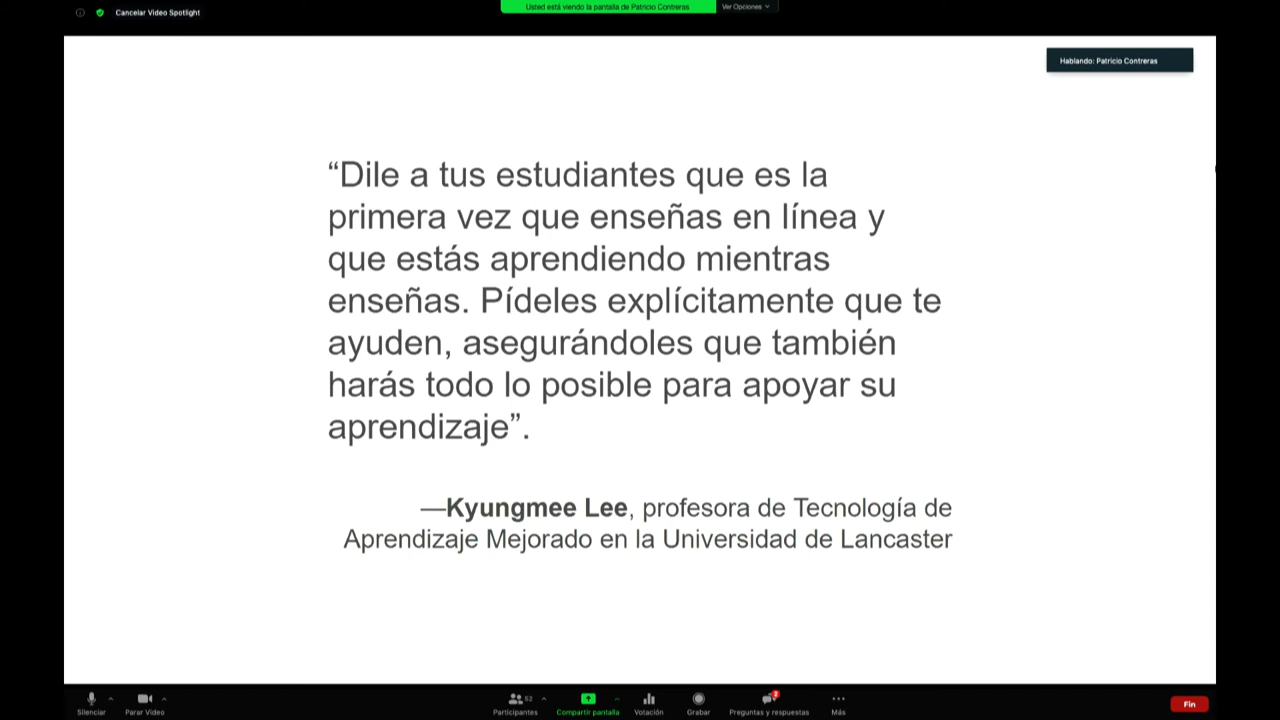 Cancelar Video Spotlight
Usted está viendo la pantalla de Patricio Contreras
Ver Opciones
Hablando: Patricio Contreras
“Dile a tus estudiantes que es la
primera vez que enseñas en línea y
que estás aprendiendo mientras
enseñas. Pídeles explícitamente que te
ayuden, asegurándoles que también
harás todo lo posible para apoyar su
aprendizaje”.
—Kyungmee Lee, profesora de Tecnología de
Aprendizaje Mejorado en la Universidad de Lancaster
Silenciar
Parar Video
Participantes
52
Compartir pantalla
Votación
Grabar
Preguntas y respuestas
2
Más
Fin